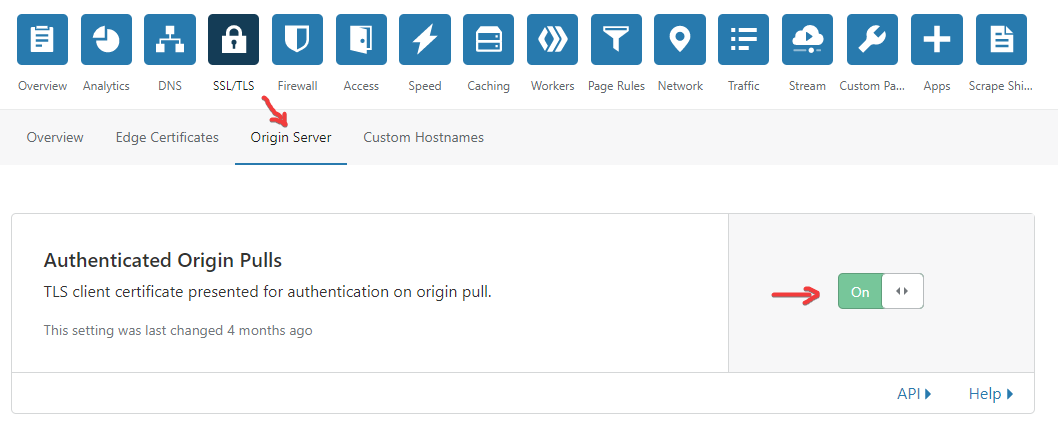 Overview Analytics DNS SSL/TLS Firewall Access Speed Caching Workers Page Rules Network Traffic Stream Custom Pa... Apps Scrape Shi...
Overview Edge Certificates Origin Server Custom Hostnames
Authenticated Origin Pulls
TLS client certificate presented for authentication on origin pull.
On
This setting was last changed 4 months ago
API Help